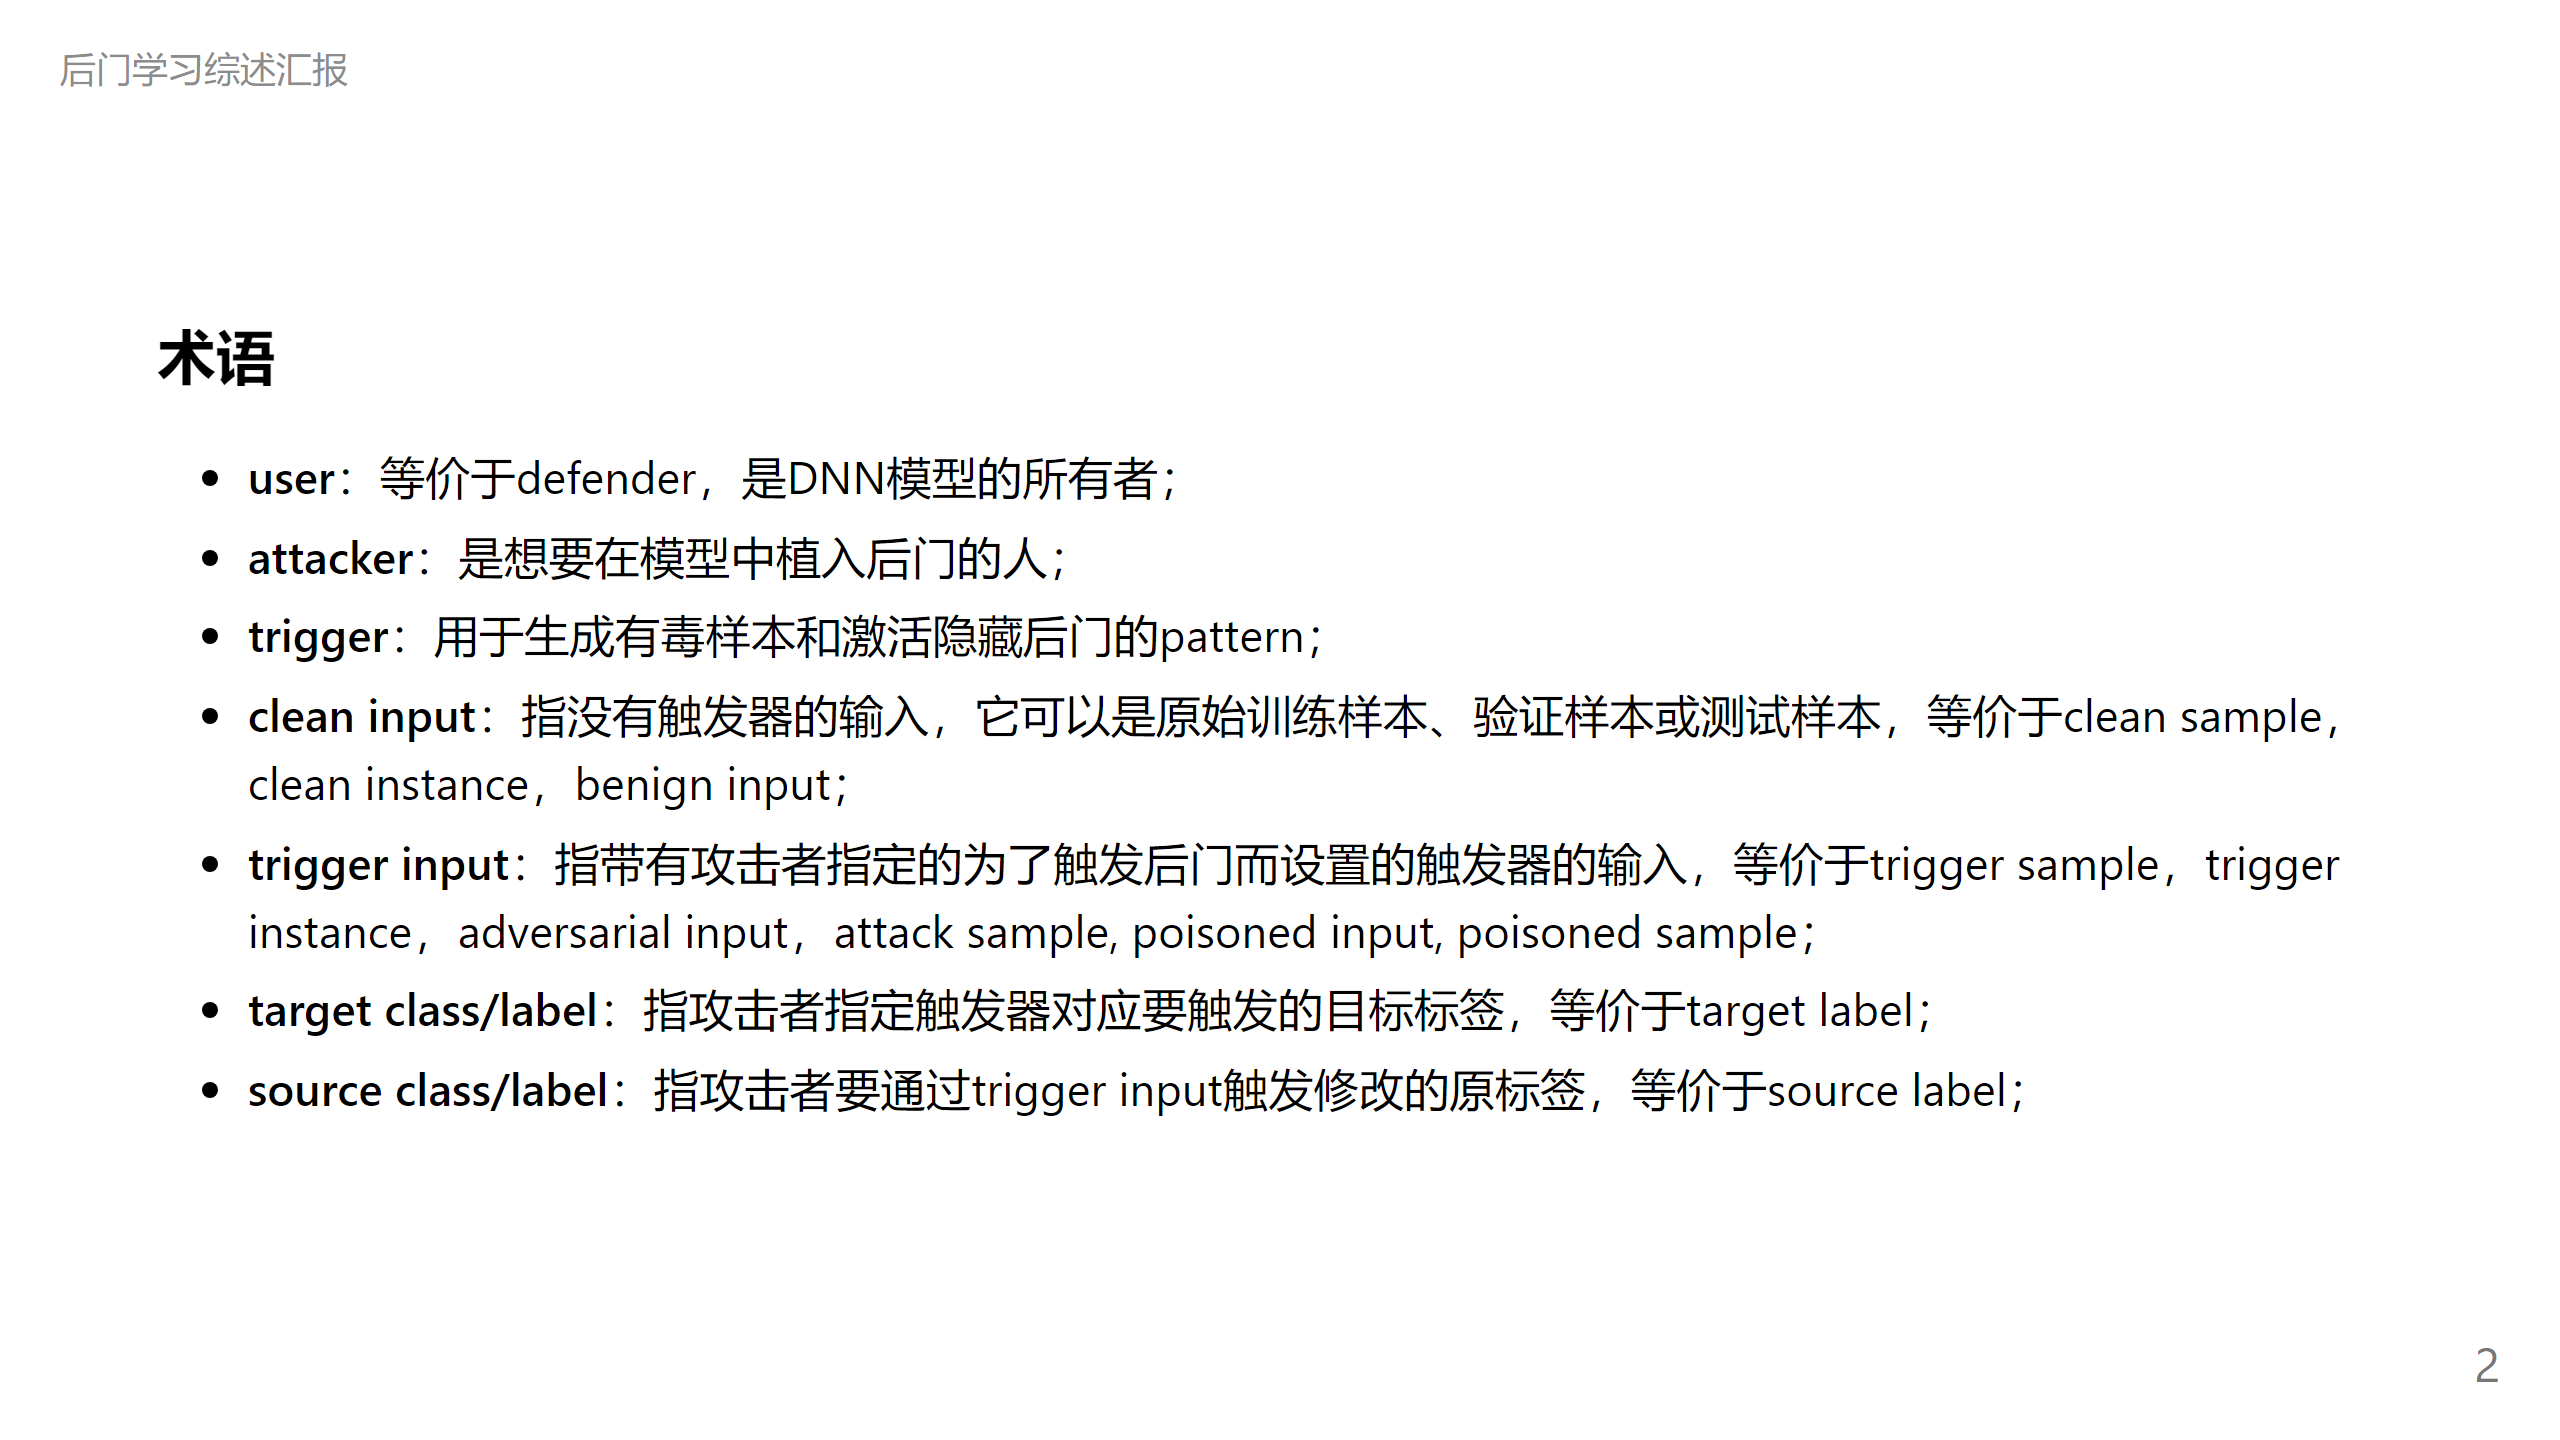 后门学习综述汇报
术语
• user：等价于defender，是DNN模型的所有者；
• attacker：是想要在模型中植入后门的人；
• trigger：用于生成有毒样本和激活隐藏后门的pattern；
• clean input：指没有触发器的输入，它可以是原始训练样本、验证样本或测试样本，等价于clean sample，
clean instance，benign input；
• trigger input：指带有攻击者指定的为了触发后门而设置的触发器的输入，等价于trigger sample，trigger
instance，adversarial input，attack sample, poisoned input, poisoned sample；
• target class/label：指攻击者指定触发器对应要触发的目标标签，等价于target label；
• source class/label：指攻击者要通过trigger input触发修改的原标签，等价于source label；
2